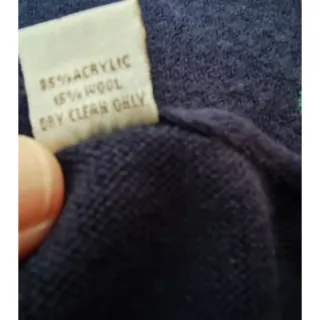 85% ACRYLIC
15% WOOL
DRY CLEAN ONLY